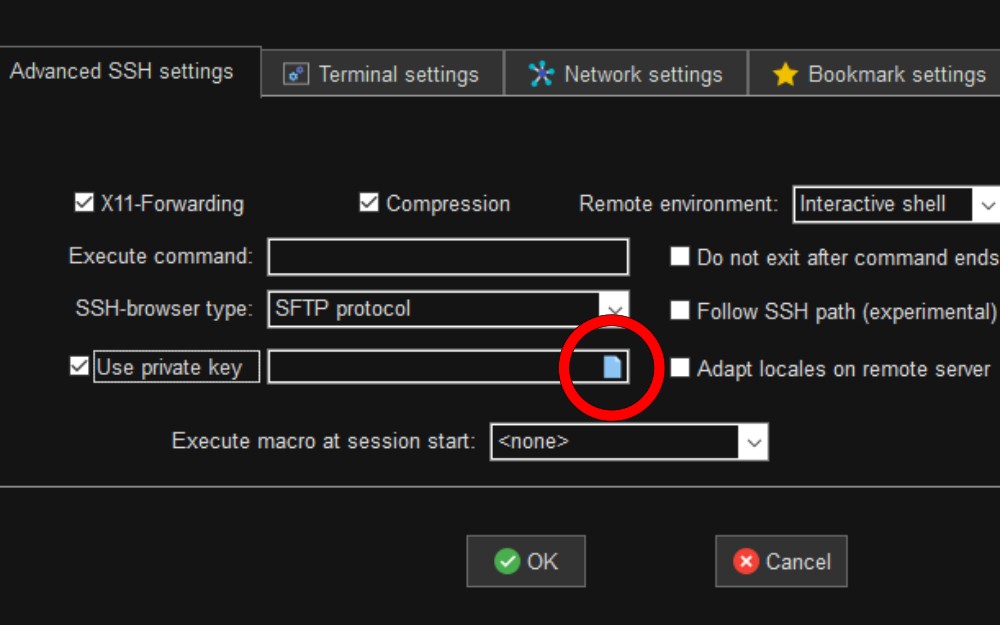 Advanced SSH settings Terminal settings Network settings Bookmark settings
X11-Forwarding Compression Remote environment: Interactive shell
Execute command: Do not exit after command ends
SSH-browser type: SFTP protocol Follow SSH path (experimental)
Use private key Adapt locales on remote server
Execute macro at session start: <none>
OK Cancel